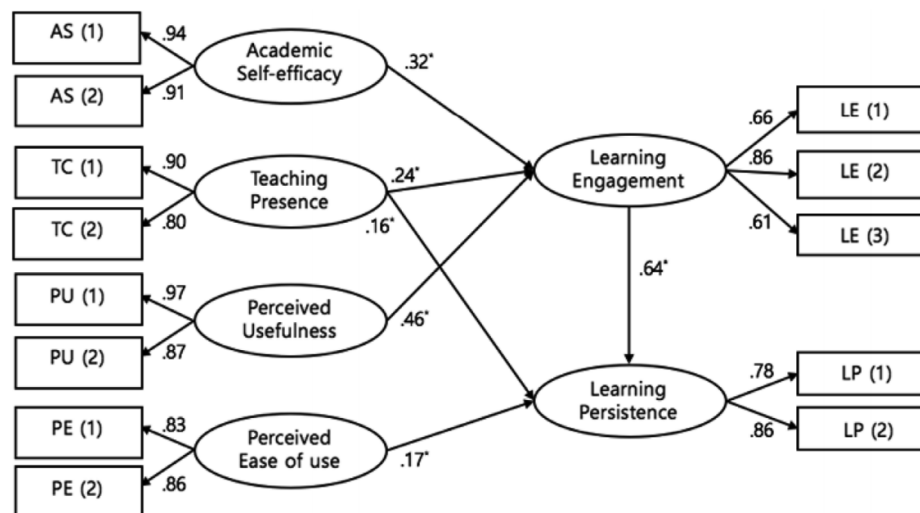 AS (1)
.94
Academic
Self-efficacy
.32*
AS (2)
.91
LE (1)
.66
TC (1)
.90
Teaching
Presence
.24*
Learning
Engagement
.86
LE (2)
TC (2)
.80
.16*
.61
LE (3)
PU (1)
.97
Perceived
Usefulness
.46*
.64*
PU (2)
.87
Learning
Persistence
.78
LP (1)
PE (1)
.83
Perceived
Ease of use
.17*
.86
LP (2)
PE (2)
.86